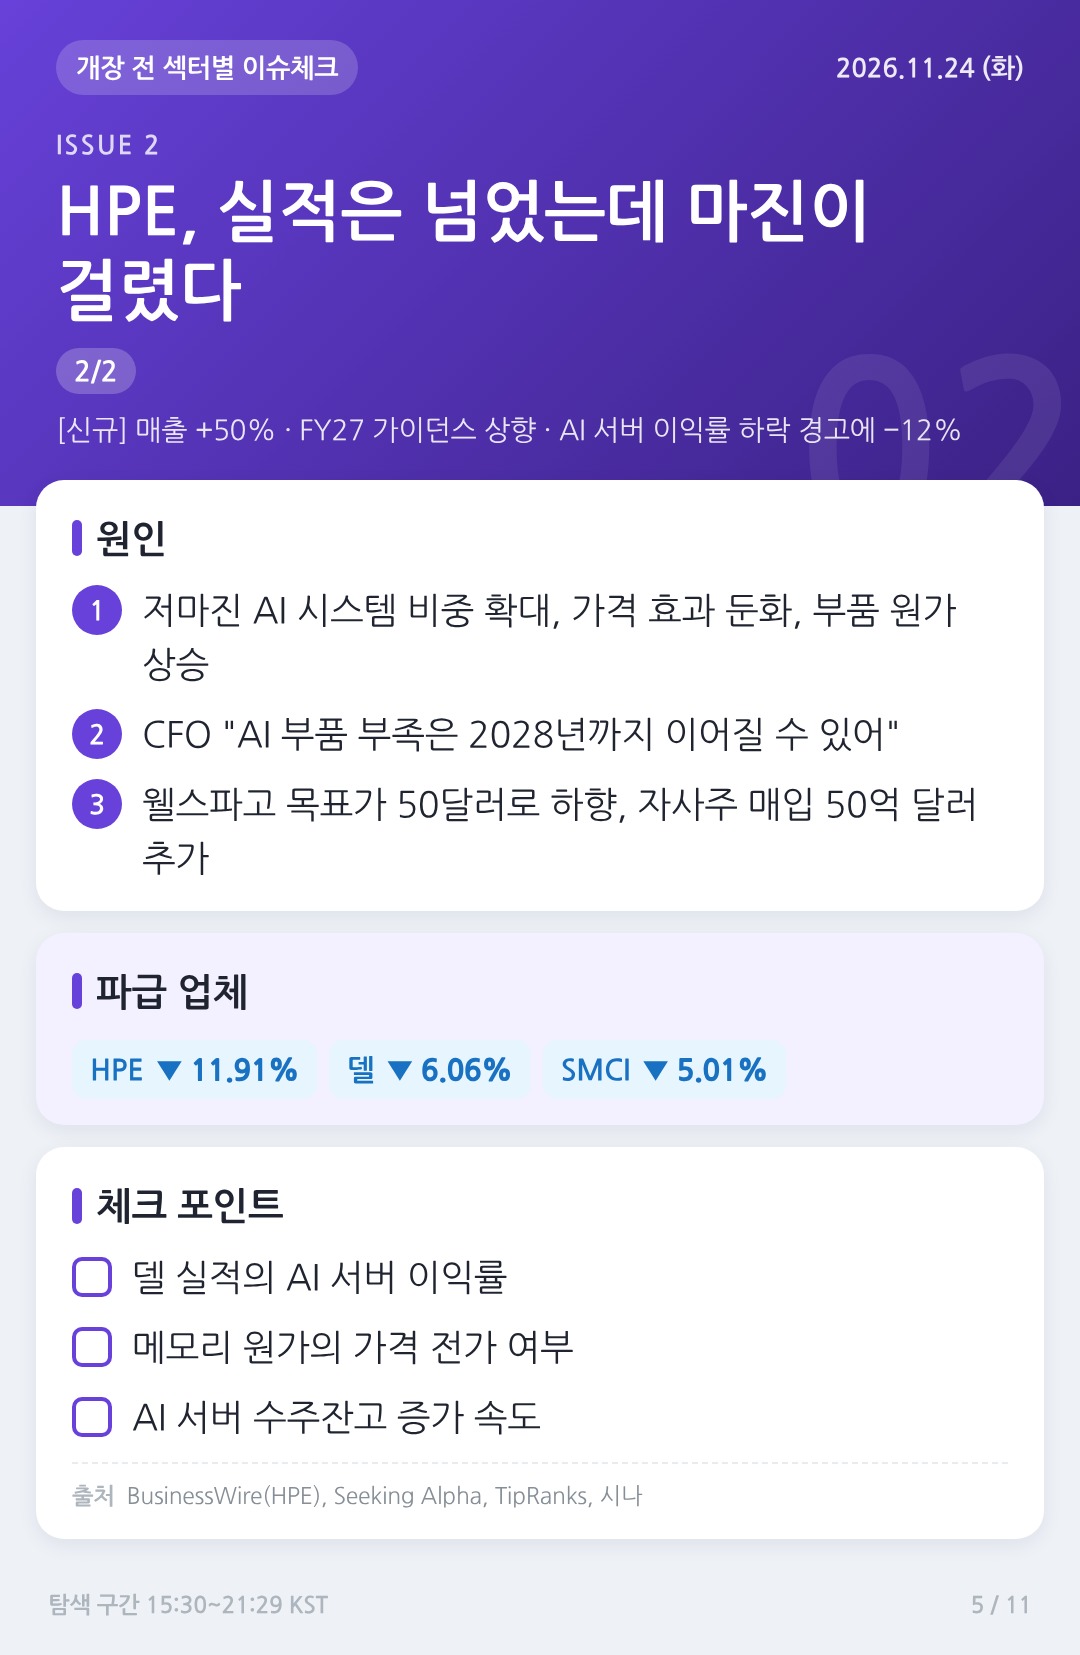 개장 전 섹터별 이슈체크
2026.11.24 (화)
ISSUE 2
HPE, 실적은 넘었는데 마진이
걸렸다
2/2
[신규] 매출 +50% · FY27 가이던스 상향 · AI 서버 이익률 하락 경고에 −12%
02
원인
1 저마진 AI 시스템 비중 확대, 가격 효과 둔화, 부품 원가
상승
2 CFO "AI 부품 부족은 2028년까지 이어질 수 있어"
3 웰스파고 목표가 50달러로 하향, 자사주 매입 50억 달러
추가
파급 업체
HPE ▼ 11.91% 델 ▼ 6.06% SMCI ▼ 5.01%
체크 포인트
델 실적의 AI 서버 이익률
메모리 원가의 가격 전가 여부
AI 서버 수주잔고 증가 속도
출처 BusinessWire(HPE), Seeking Alpha, TipRanks, 시나
탐색 구간 15:30~21:29 KST
5 / 11